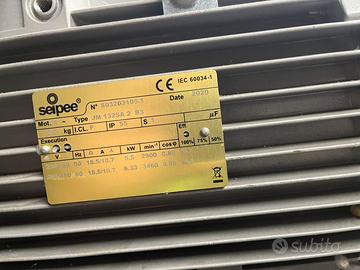 seipee
N° S03203105.1
CE IEC 60034-1
Date 2020
Mot. ~ Type JM 132SA 2 B3
kg I.CL. F IP 55 S 1 µF
Execution Eff 100% 75% 50%
V Hz A kW min-1 cosφ
50 18.5/10.7 5.5 2900
60 18.5/10.7 3460
subito